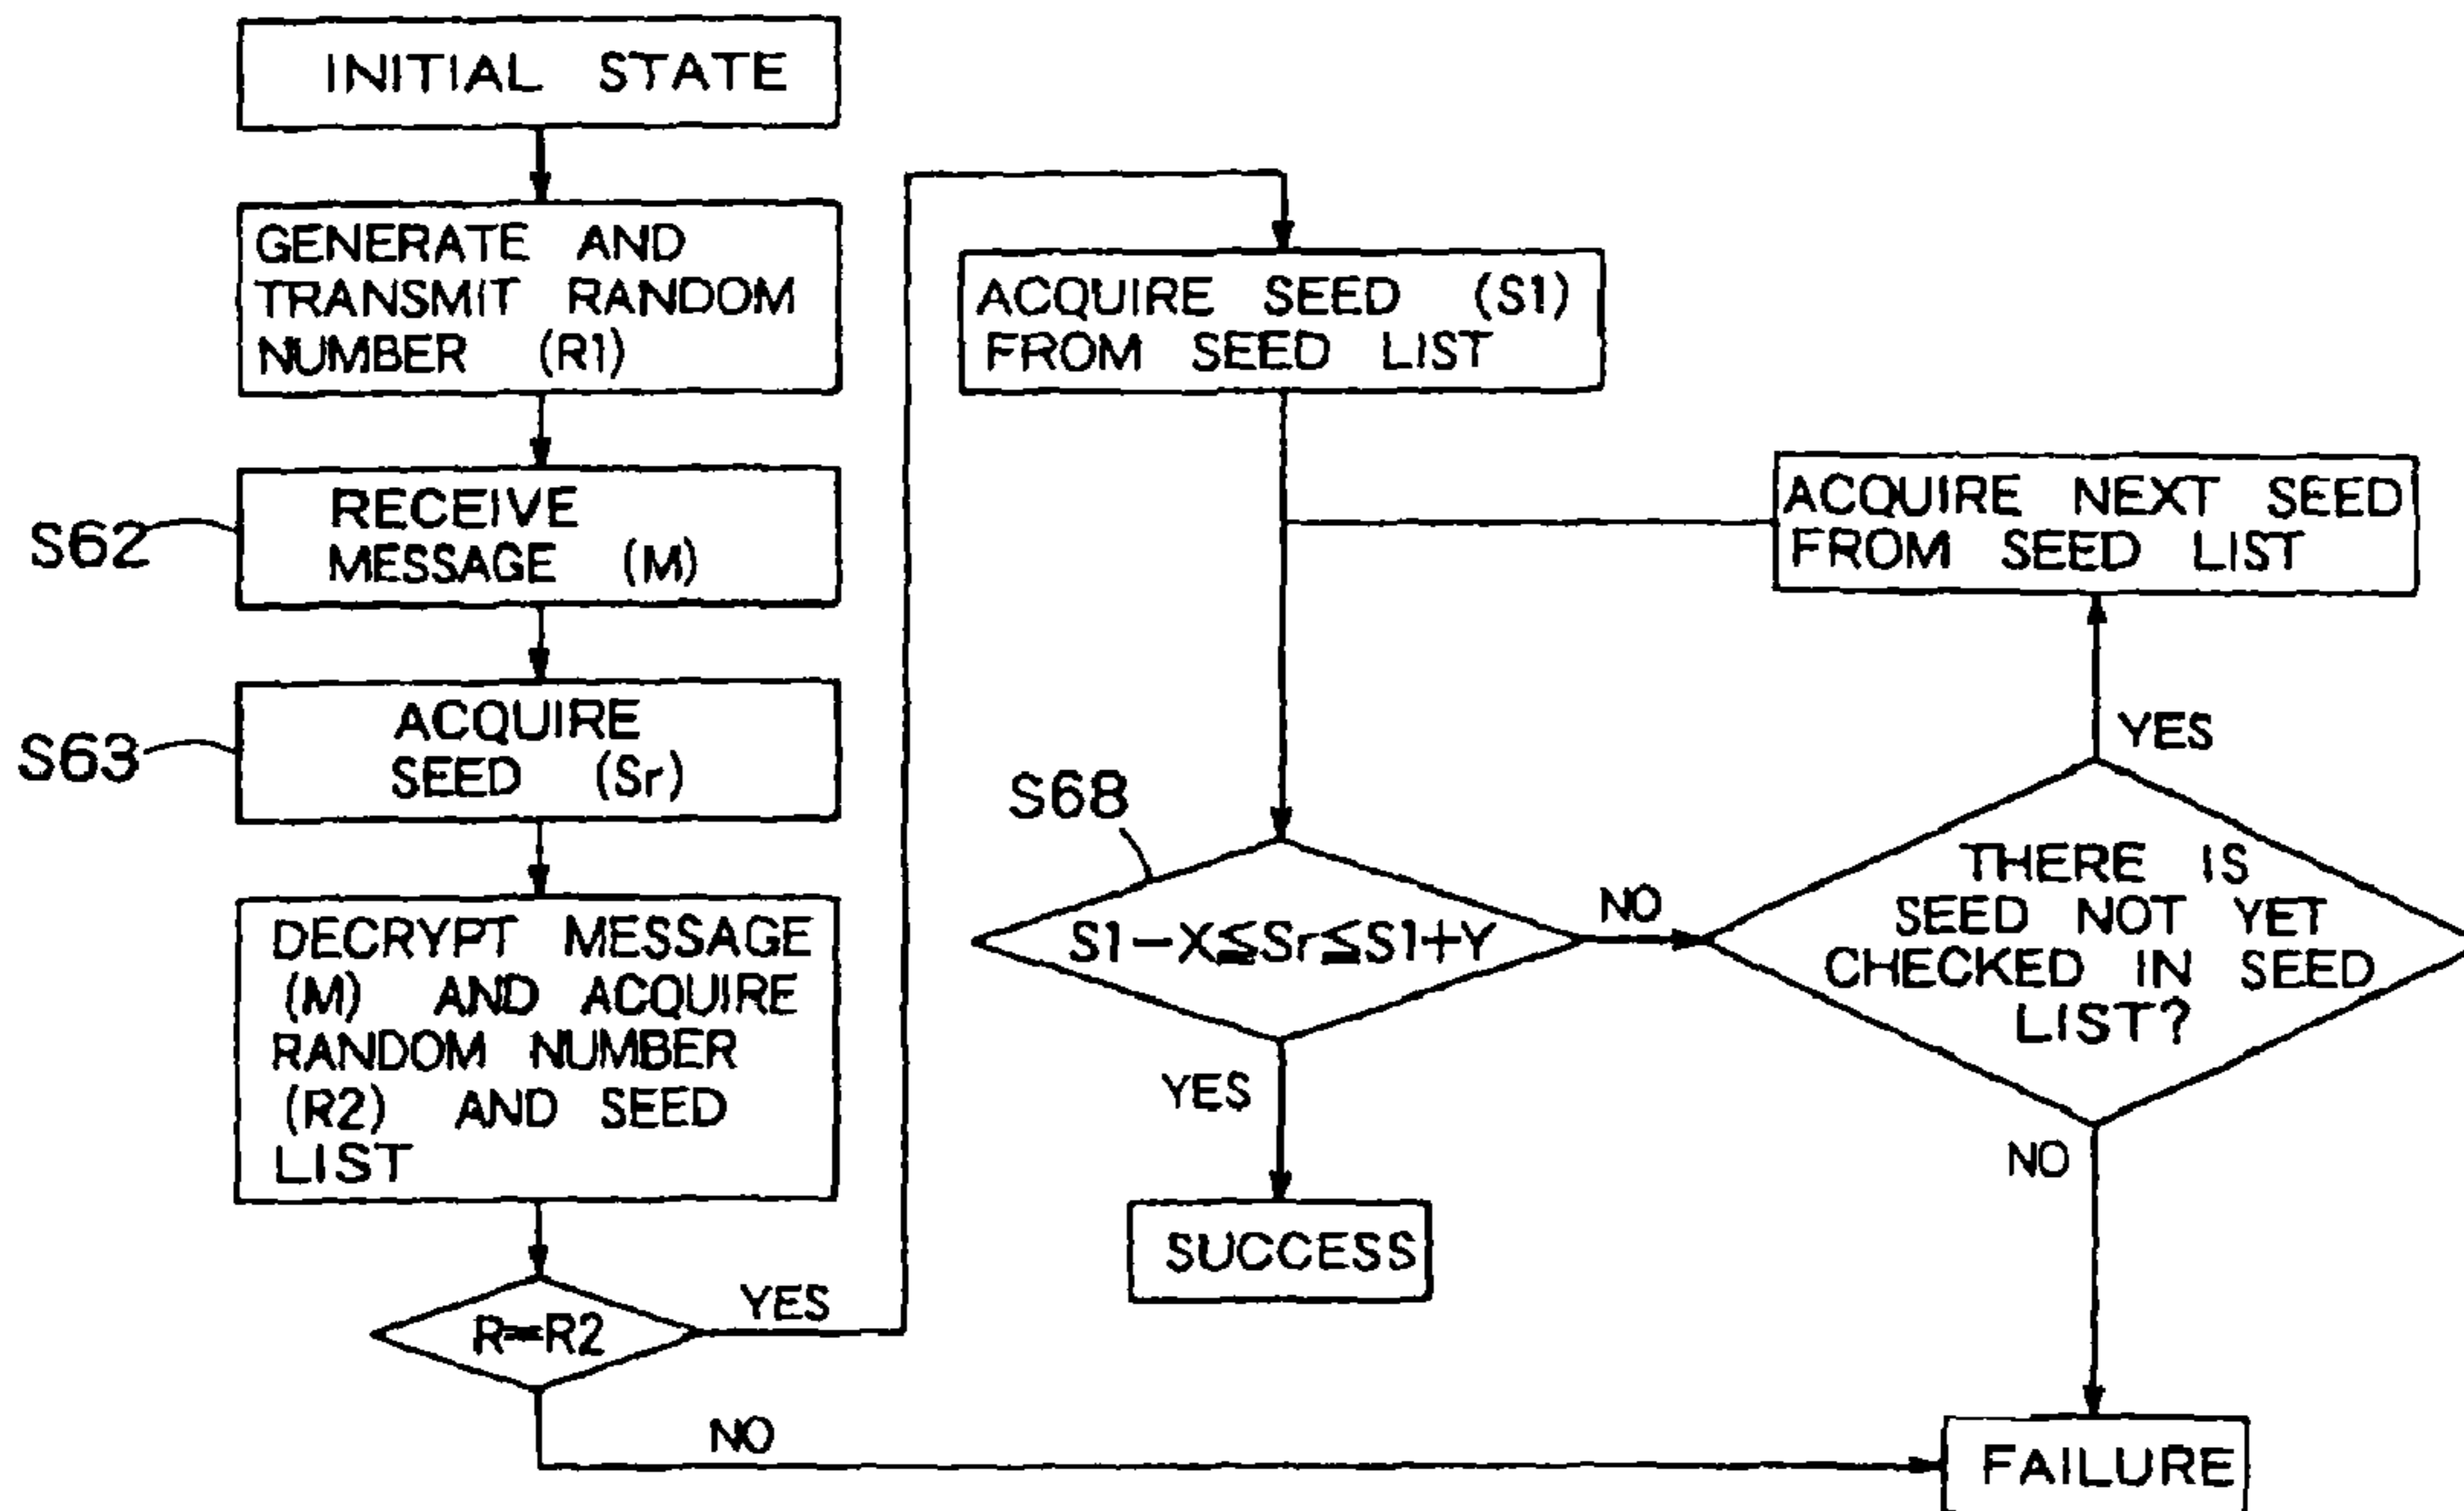 INITIAL STATE
GENERATE AND
TRANSMIT RANDOM
NUMBER (R1)
S62
RECEIVE
MESSAGE (M)
S63
ACQUIRE
SEED (Sr)
DECRYPT MESSAGE
(M) AND ACQUIRE
RANDOM NUMBER
(R2) AND SEED
LIST
R=R2
YES
NO
ACQUIRE SEED (S1)
FROM SEED LIST
S68
S1-X≦Sr≦S1+Y
NO
YES
SUCCESS
ACQUIRE NEXT SEED
FROM SEED LIST
YES
THERE IS
SEED NOT YET
CHECKED IN SEED
LIST?
NO
FAILURE